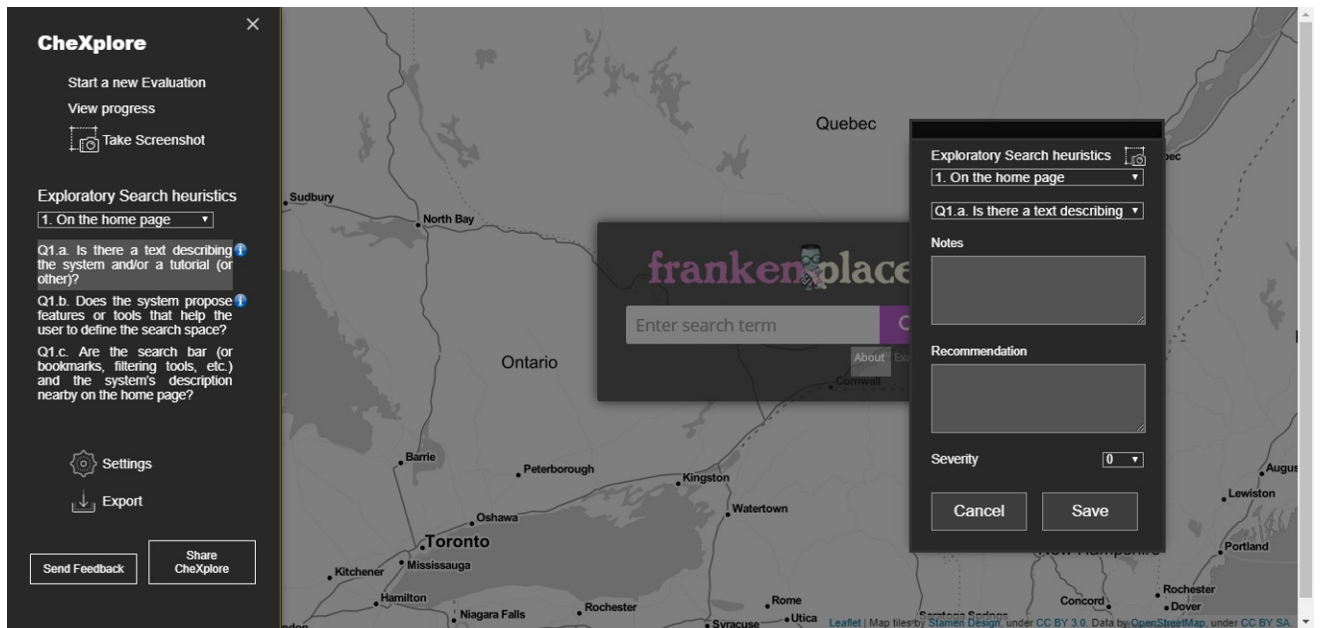 CheXplore
Start a new Evaluation
View progress
Take Screenshot
Exploratory Search heuristics
1. On the home page
Q1.a. Is there a text describing
the system and/or a tutorial (or
other)?
Q1.b. Does the system propose
features or tools that help the
user to define the search space?
Q1.c. Are the search bar (or
bookmarks, filtering tools, etc.)
and the system's description
nearby on the home page?
Settings
Export
Send Feedback
Share
CheXplore
Quebec
Sudbury
North Bay
frankenplace
Enter search term
About Exa
Ontario
Cornwall
Barrie
Peterborough
Kingston
Watertown
Oshawa
Toronto
Mississauga
Kitchener
Hamilton
Niagara Falls
Rochester
Rome
Utica
Syracuse
Saratoga Springs
Exploratory Search heuristics
1. On the home page
Q1.a. Is there a text describing
Notes
Recommendation
Severity
0
Cancel
Save
New Hampshire
Augus
Lewiston
Portland
Rochester
Concord
Dover
Leaflet | Map tiles by Stamen Design, under CC BY 3.0. Data by OpenStreetMap, under CC BY SA.